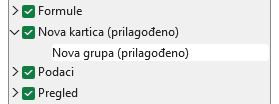 Formule
Nova kartica (prilagođeno)
Nova grupa (prilagođeno)
Podaci
Pregled